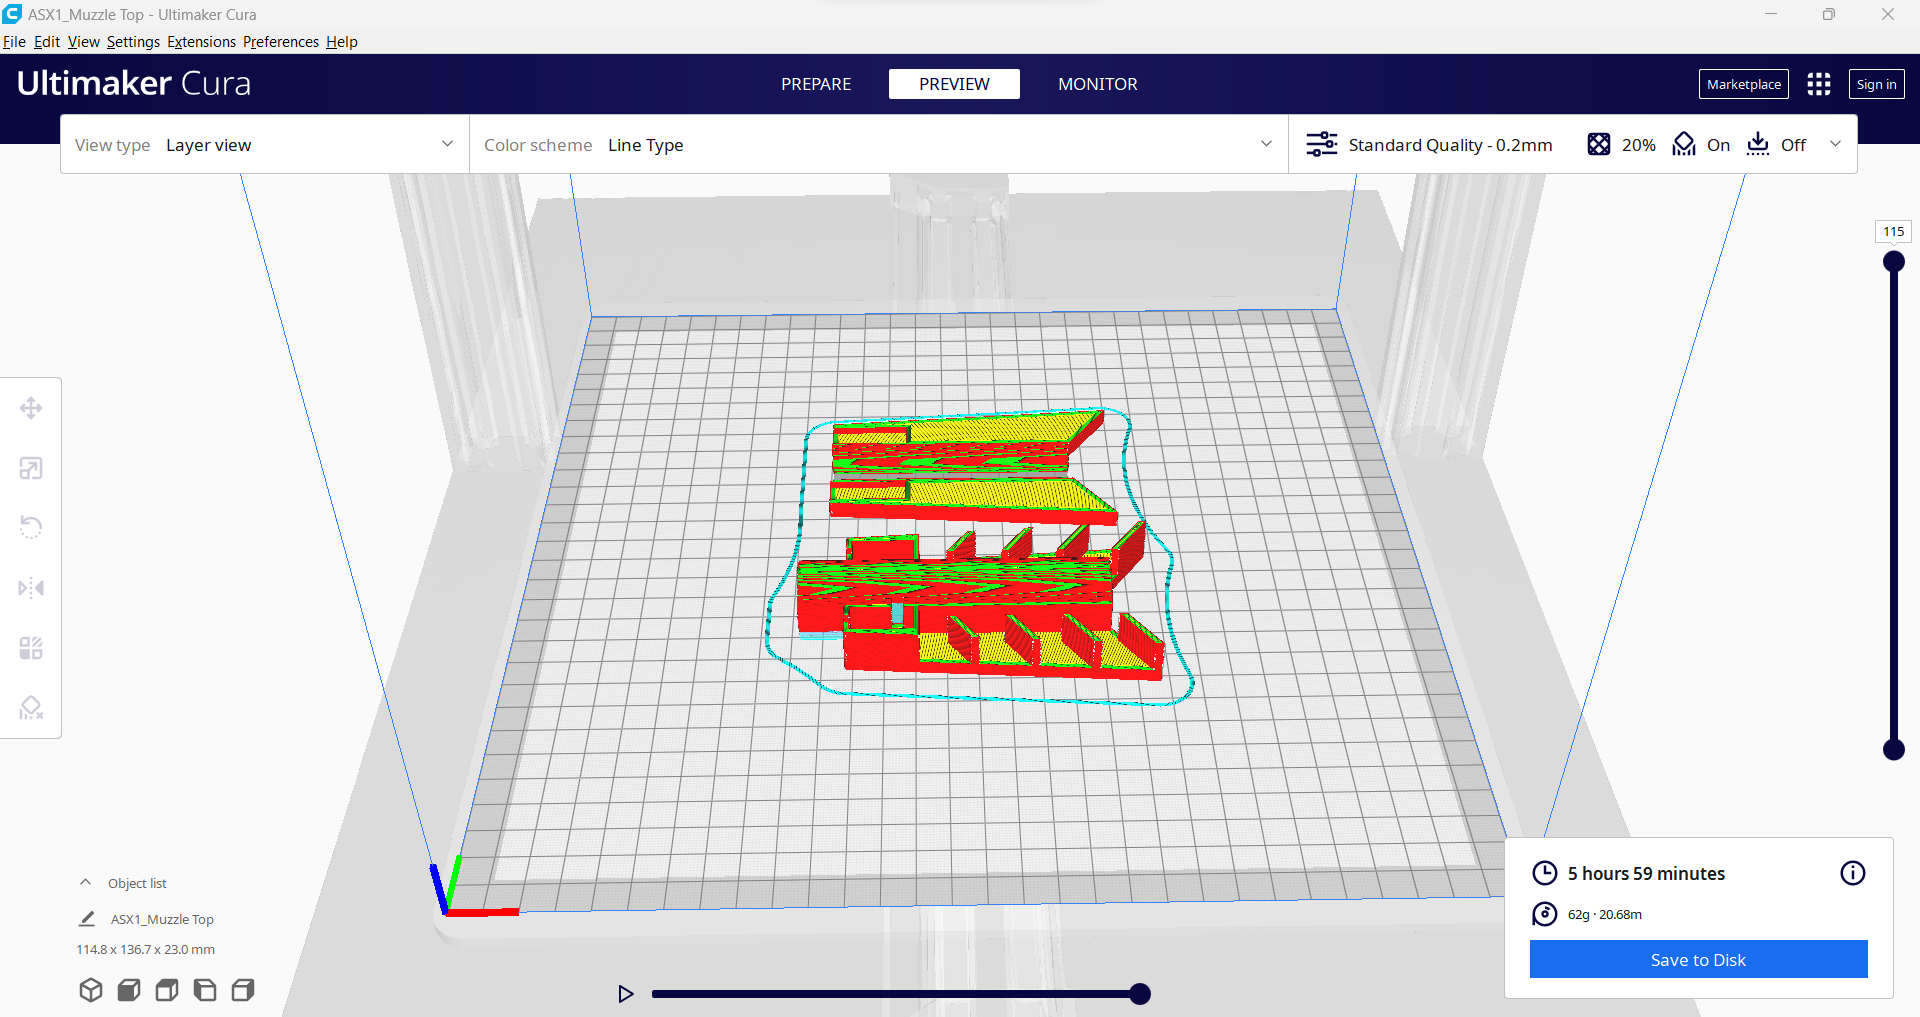 ASX1_Muzzle Top - Ultimaker Cura
File Edit View Settings Extensions Preferences Help
Ultimaker Cura
PREPARE PREVIEW MONITOR
Marketplace Sign in
View type Layer view
Color scheme Line Type
Standard Quality - 0.2mm 20% On Off
115
Object list
ASX1_Muzzle Top
114.8 x 136.7 x 23.0 mm
5 hours 59 minutes
62g · 20.68m
Save to Disk